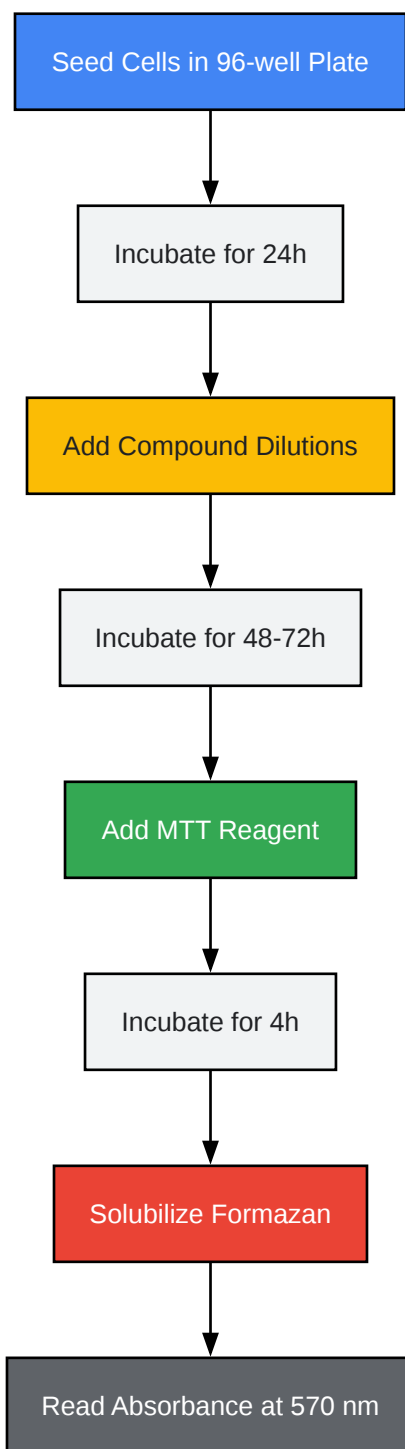 Seed Cells in 96-well Plate
Incubate for 24h
Add Compound Dilutions
Incubate for 48-72h
Add MTT Reagent
Incubate for 4h
Solubilize Formazan
Read Absorbance at 570 nm